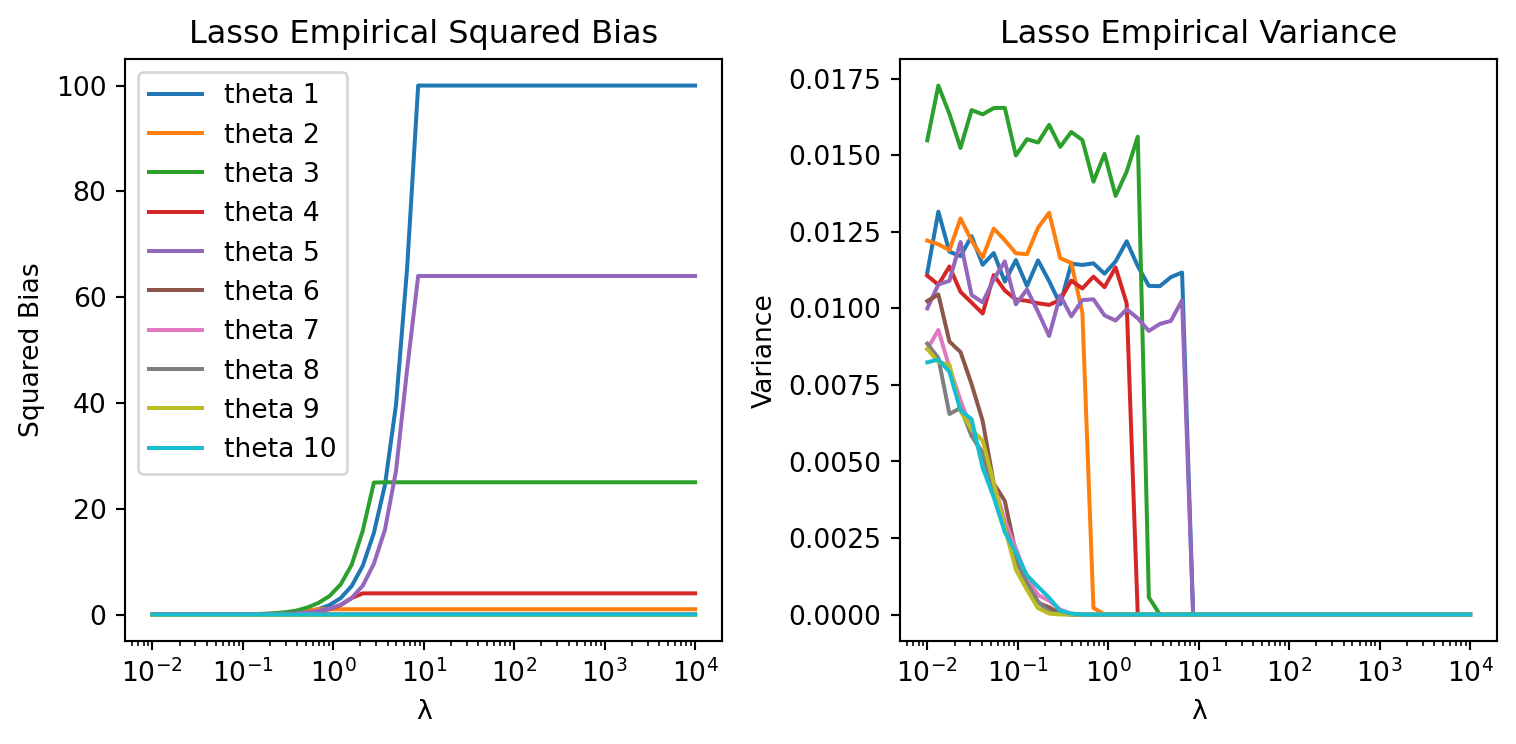 Lasso Empirical Squared Bias
Squared Bias
100
80
60
40
20
0
theta 1
theta 2
theta 3
theta 4
theta 5
theta 6
theta 7
theta 8
theta 9
theta 10
10⁻² 10⁻¹ 10⁰ 10¹ 10² 10³ 10⁴
λ
Lasso Empirical Variance
Variance
0.0175
0.0150
0.0125
0.0100
0.0075
0.0050
0.0025
0.0000
10⁻² 10⁻¹ 10⁰ 10¹ 10² 10³ 10⁴
λ